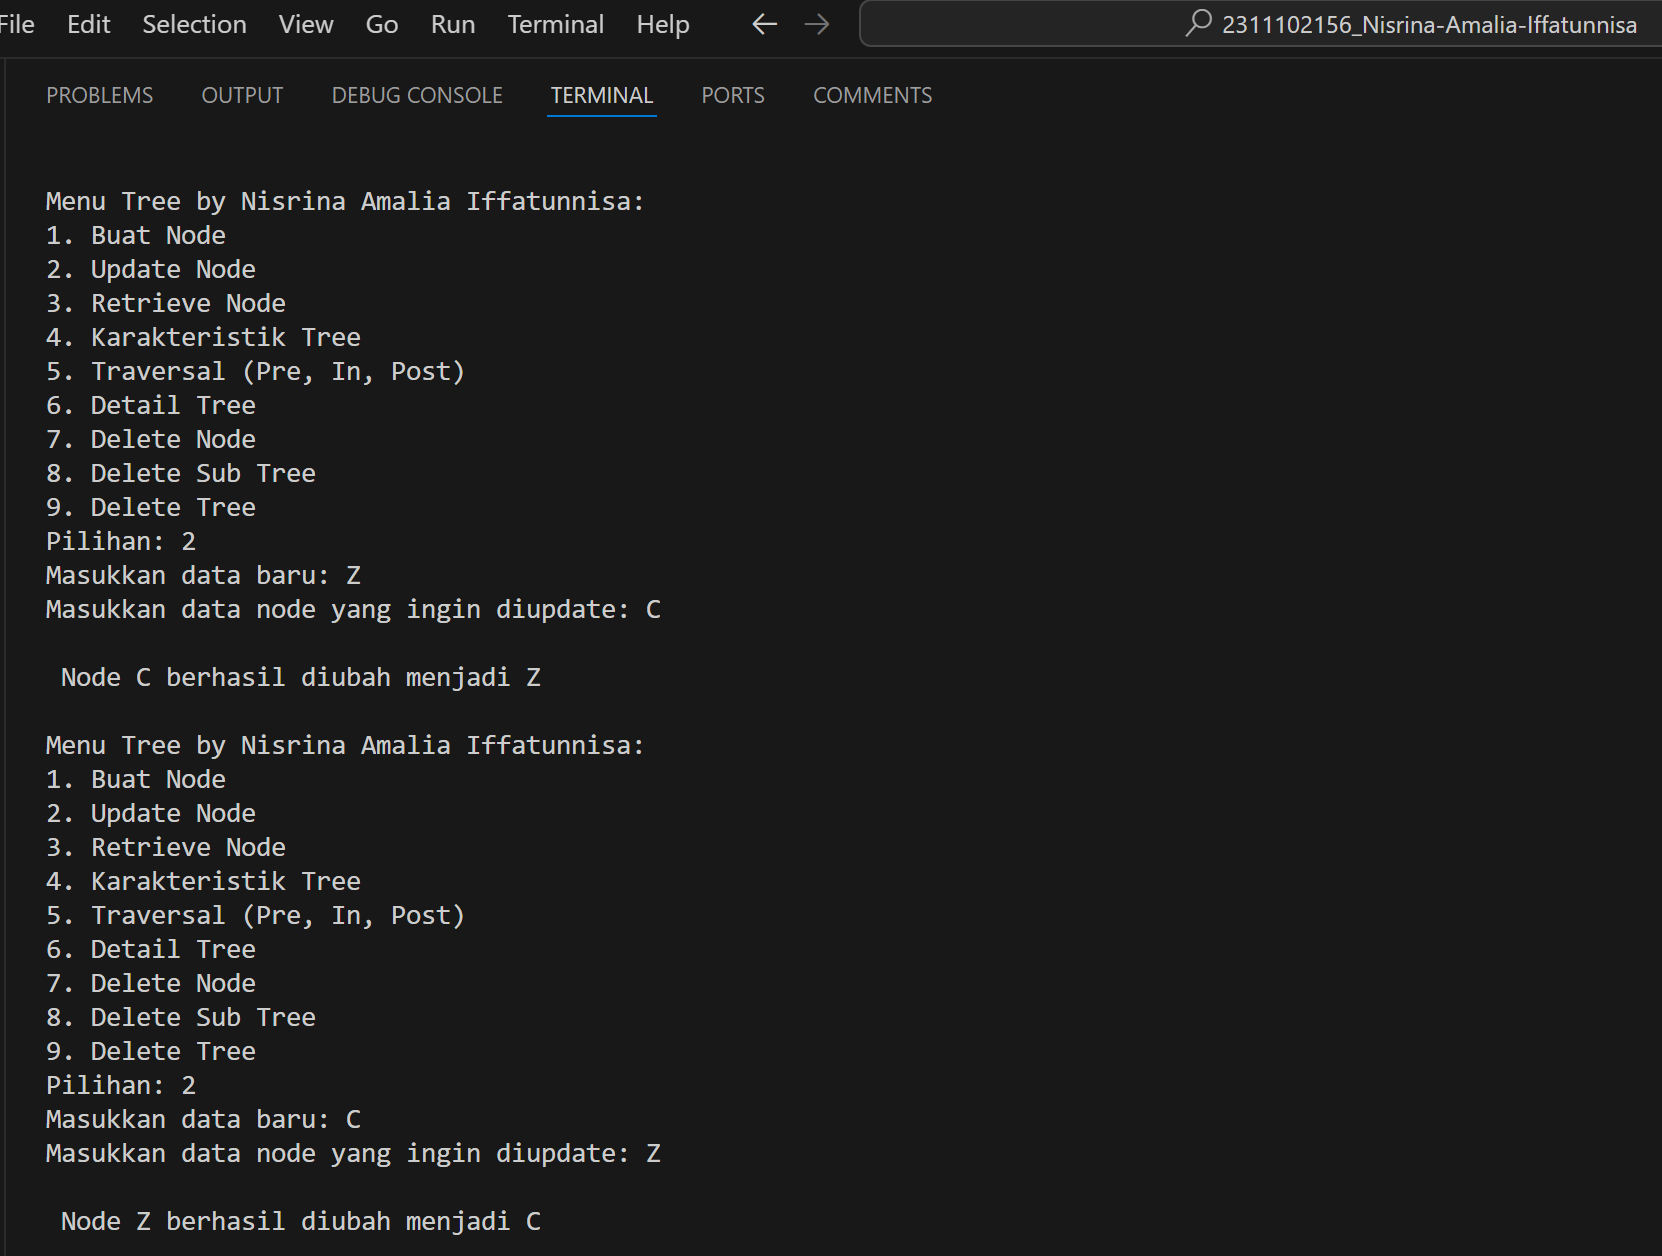 File Edit Selection View Go Run Terminal Help 2311102156_Nisrina-Amalia-Iffatunnisa
PROBLEMS OUTPUT DEBUG CONSOLE TERMINAL PORTS COMMENTS
Menu Tree by Nisrina Amalia Iffatunnisa:
1. Buat Node
2. Update Node
3. Retrieve Node
4. Karakteristik Tree
5. Traversal (Pre, In, Post)
6. Detail Tree
7. Delete Node
8. Delete Sub Tree
9. Delete Tree
Pilihan: 2
Masukkan data baru: Z
Masukkan data node yang ingin diupdate: C
Node C berhasil diubah menjadi Z
Menu Tree by Nisrina Amalia Iffatunnisa:
1. Buat Node
2. Update Node
3. Retrieve Node
4. Karakteristik Tree
5. Traversal (Pre, In, Post)
6. Detail Tree
7. Delete Node
8. Delete Sub Tree
9. Delete Tree
Pilihan: 2
Masukkan data baru: C
Masukkan data node yang ingin diupdate: Z
Node Z berhasil diubah menjadi C